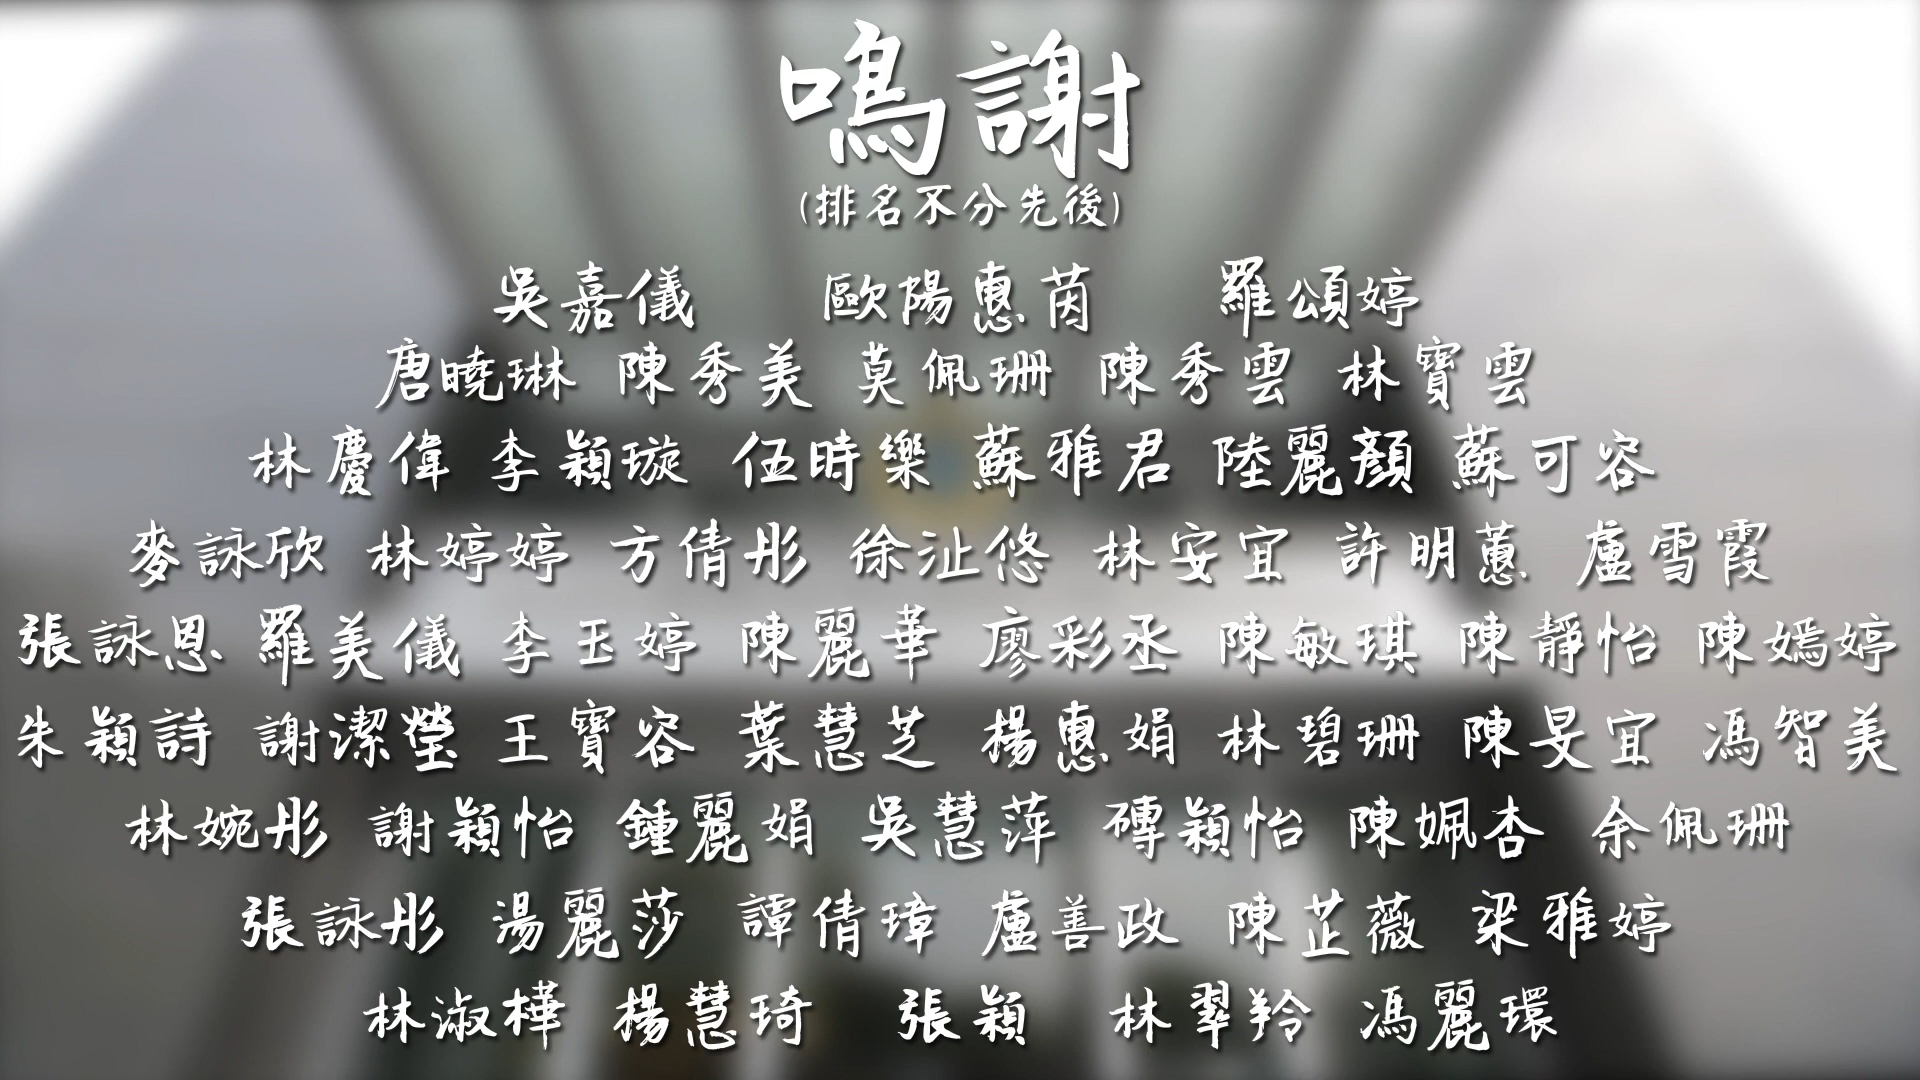 鳴謝
(排名不分先後)
吳嘉儀 歐陽惠茵 羅頌婷
唐曉琳 陳秀美 莫佩珊 陳秀雲 林寶雲
林慶偉 李穎璇 伍時樂 蘇雅君 陸麗顏 蘇可容
麥詠欣 林婷婷 方倩彤 徐沚悠 林安宜 許明蕙 盧雪霞
張詠恩 羅美儀 李玉婷 陳麗華 廖彩丞 陳敏琪 陳靜怡 陳嫣婷
朱穎詩 謝潔瑩 王寶容 葉慧芝 楊惠娟 林碧珊 陳旻宜 馮智美
林婉彤 謝穎怡 鍾麗娟 吳慧萍 磚穎怡 陳姵杏 余佩珊
張詠彤 湯麗莎 譚倩瑋 盧善政 陳芷薇 梁雅婷
林淑樺 楊慧琦 張穎 林翠羚 馮麗環